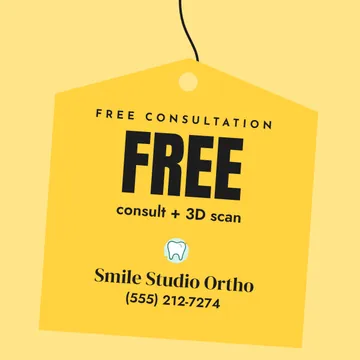 FREE CONSULTATION
FREE
consult + 3D scan
Smile Studio Ortho
(555) 212-7274